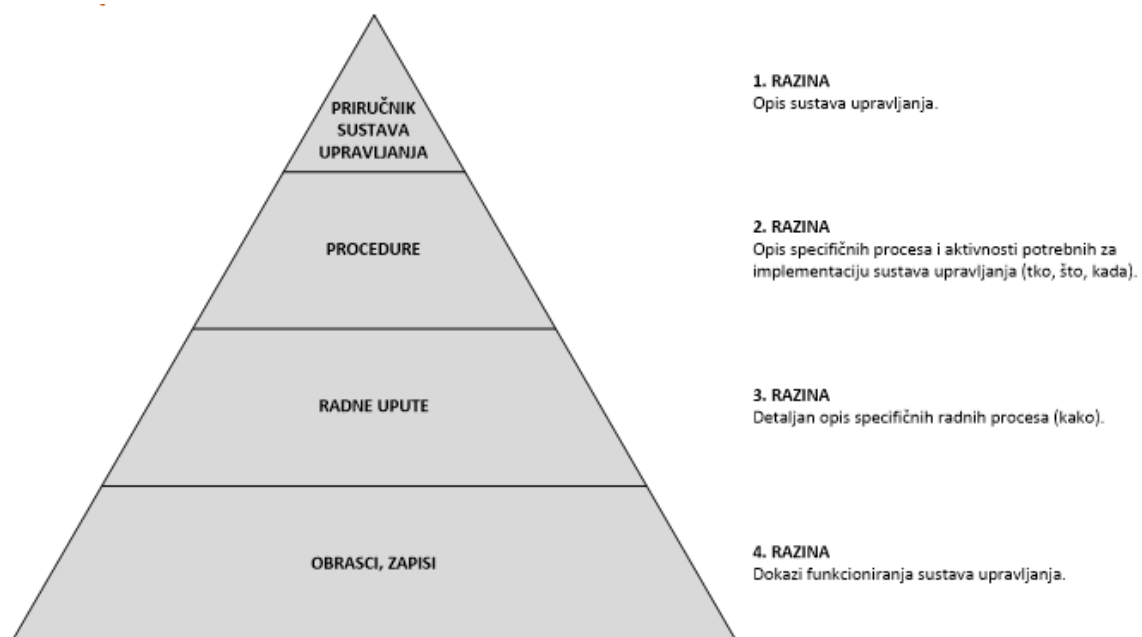 PRIRUČNIK
SUSTAVA
UPRAVLJANJA
1. RAZINA
Opis sustava upravljanja.
PROCEDURE
2. RAZINA
Opis specifičnih procesa i aktivnosti potrebnih za
implementaciju sustava upravljanja (tko, što, kada).
RADNE UPUTE
3. RAZINA
Detaljan opis specifičnih radnih procesa (kako).
OBRASCI, ZAPISI
4. RAZINA
Dokazi funkcioniranja sustava upravljanja.